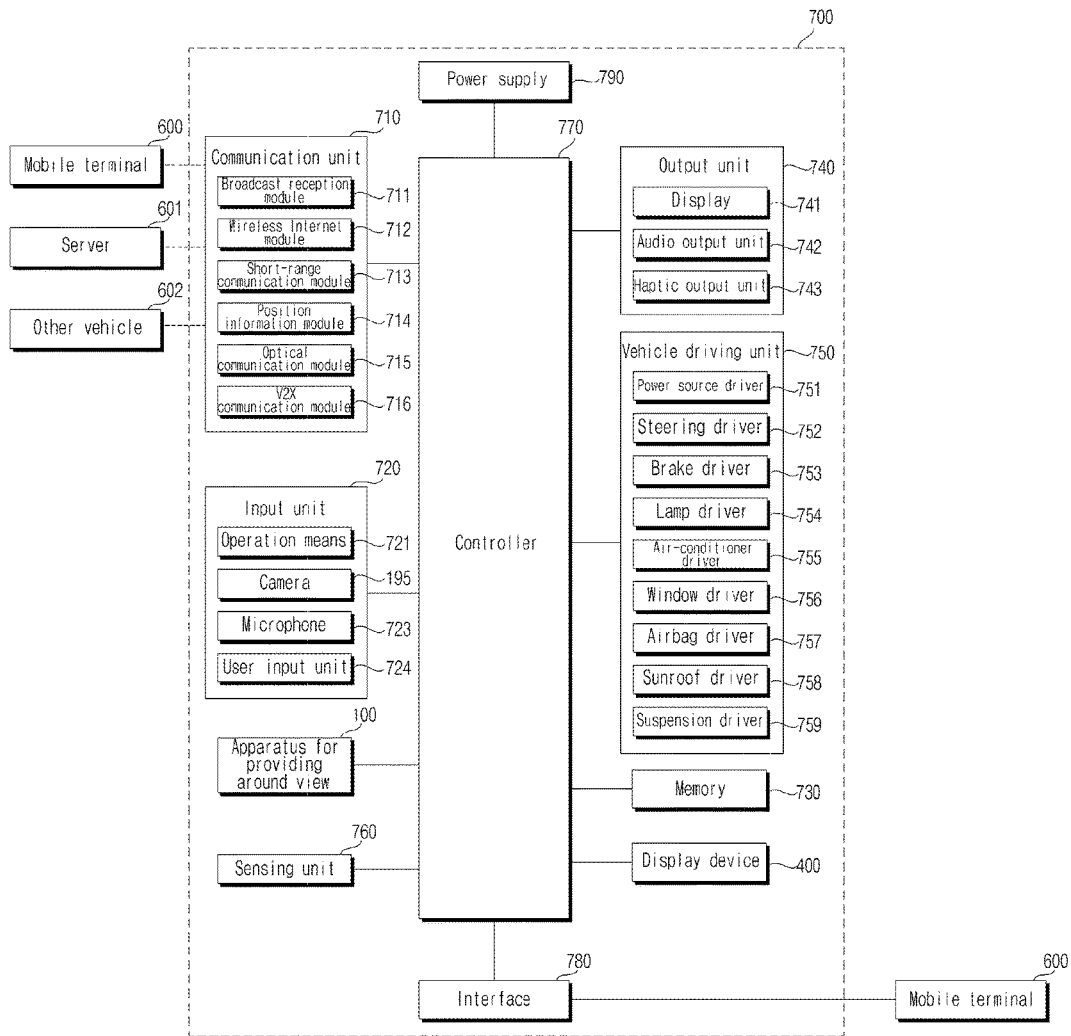 700
Power supply
790
600
Mobile terminal
601
Server
602
Other vehicle
710
Communication unit
Broadcast reception
module
711
Wireless Internet
module
712
Short-range
communication module
713
Position
information module
714
Optical
communication module
715
V2X
communication module
716
720
Input unit
Operation means
721
Camera
195
Microphone
723
User input unit
724
100
Apparatus for
providing
around view
760
Sensing unit
770
Controller
Output unit
740
Display
741
Audio output unit
742
Haptic output unit
743
Vehicle driving unit
750
Power source driver
751
Steering driver
752
Brake driver
753
Lamp driver
754
Air-conditioner
driver
755
Window driver
756
Airbag driver
757
Sunroof driver
758
Suspension driver
759
Memory
730
Display device
400
780
Interface
600
Mobile terminal